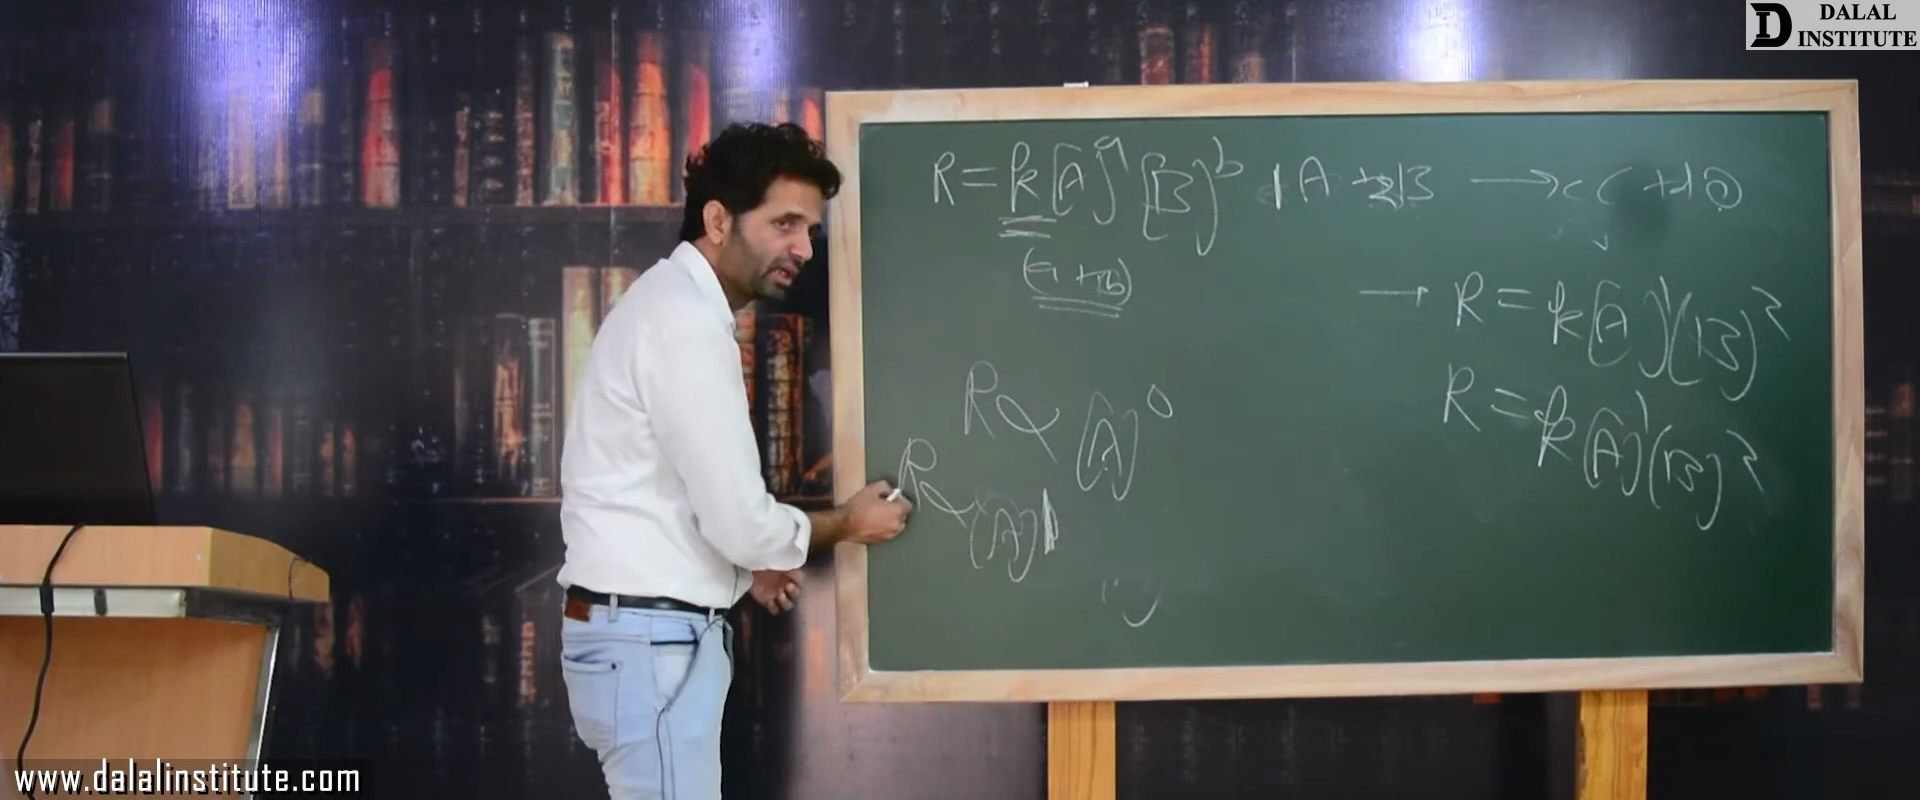 DALAL
INSTITUTE
R = k[A]^a [B]^b 1A + 2B → cC + dD
(a+b)
→ R = k[A]^1 [B]^2
R = k[A]^1 [B]^2
R ∝ [A]^0
R ∝ [A]^1
www.dalalinstitute.com